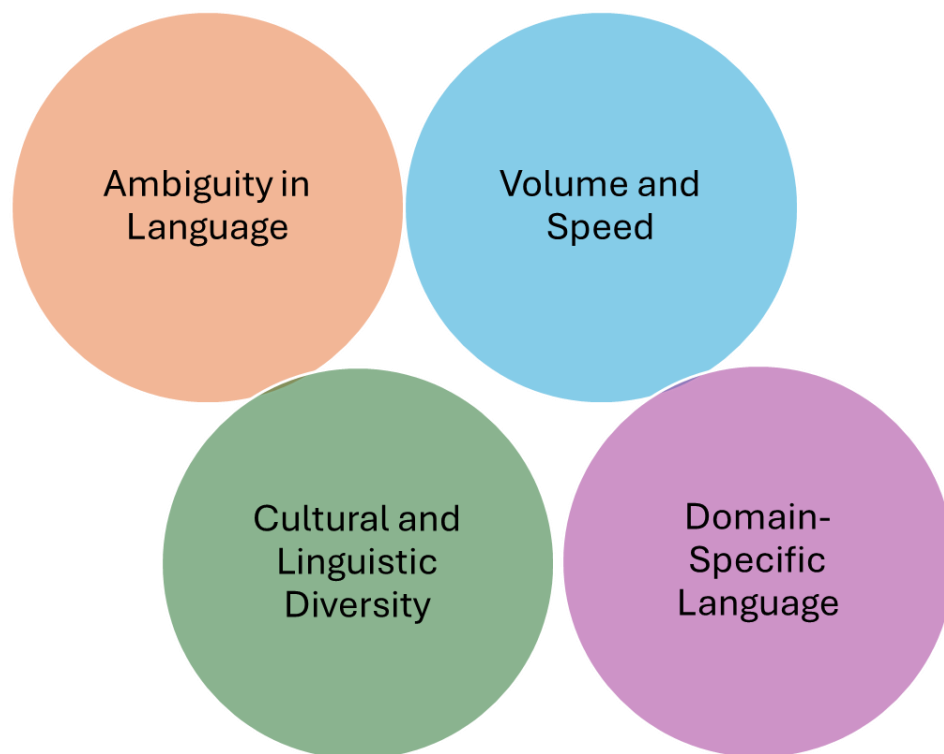 Ambiguity in
Language
Volume and
Speed
Cultural and
Linguistic
Diversity
Domain-
Specific
Language